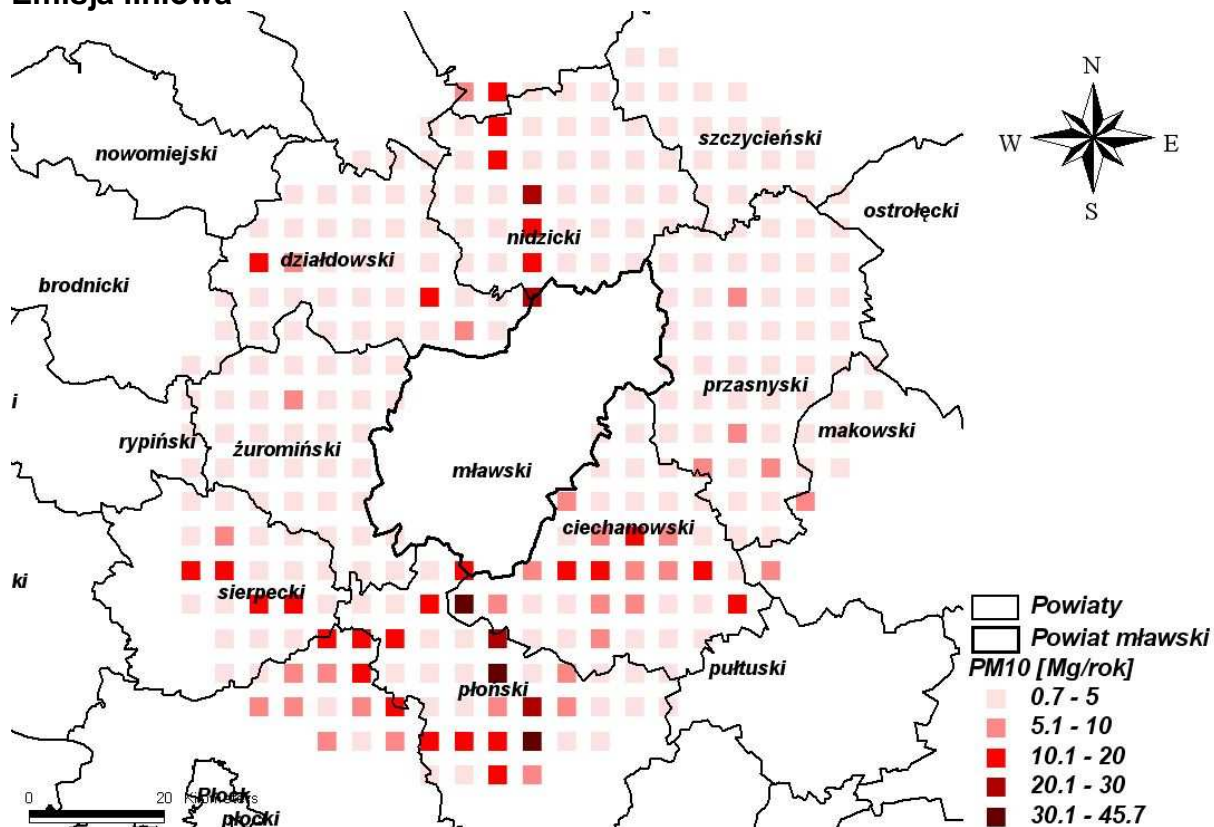 Emisja liniowa
N
W
E
S
szczycieński
nowomiejski
ostrołęcki
nidzicki
działdowski
brodnicki
przasnyski
i
makowski
rypiński
żuromiński
mławski
ciechanowski
ki
sierpecki
Powiaty
Powiat mławski
pułtuski
PM10 [Mg/rok]
płoński
0.7 - 5
5.1 - 10
10.1 - 20
20.1 - 30
30.1 - 45.7
Płock
0 20 Kilometers
płocki